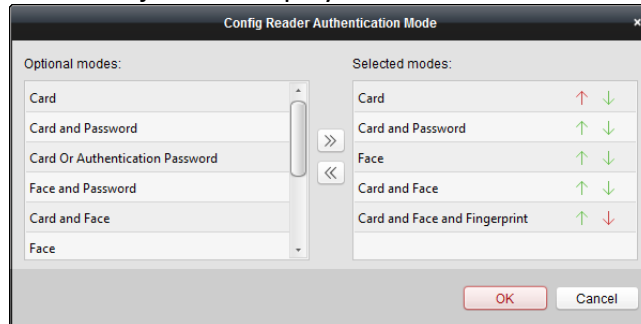 Config Reader Authentication Mode ×
Optional modes:
Card
Card and Password
Card Or Authentication Password
Face and Password
Card and Face
Face
Selected modes:
Card
Card and Password
Face
Card and Face
Card and Face and Fingerprint
OK Cancel